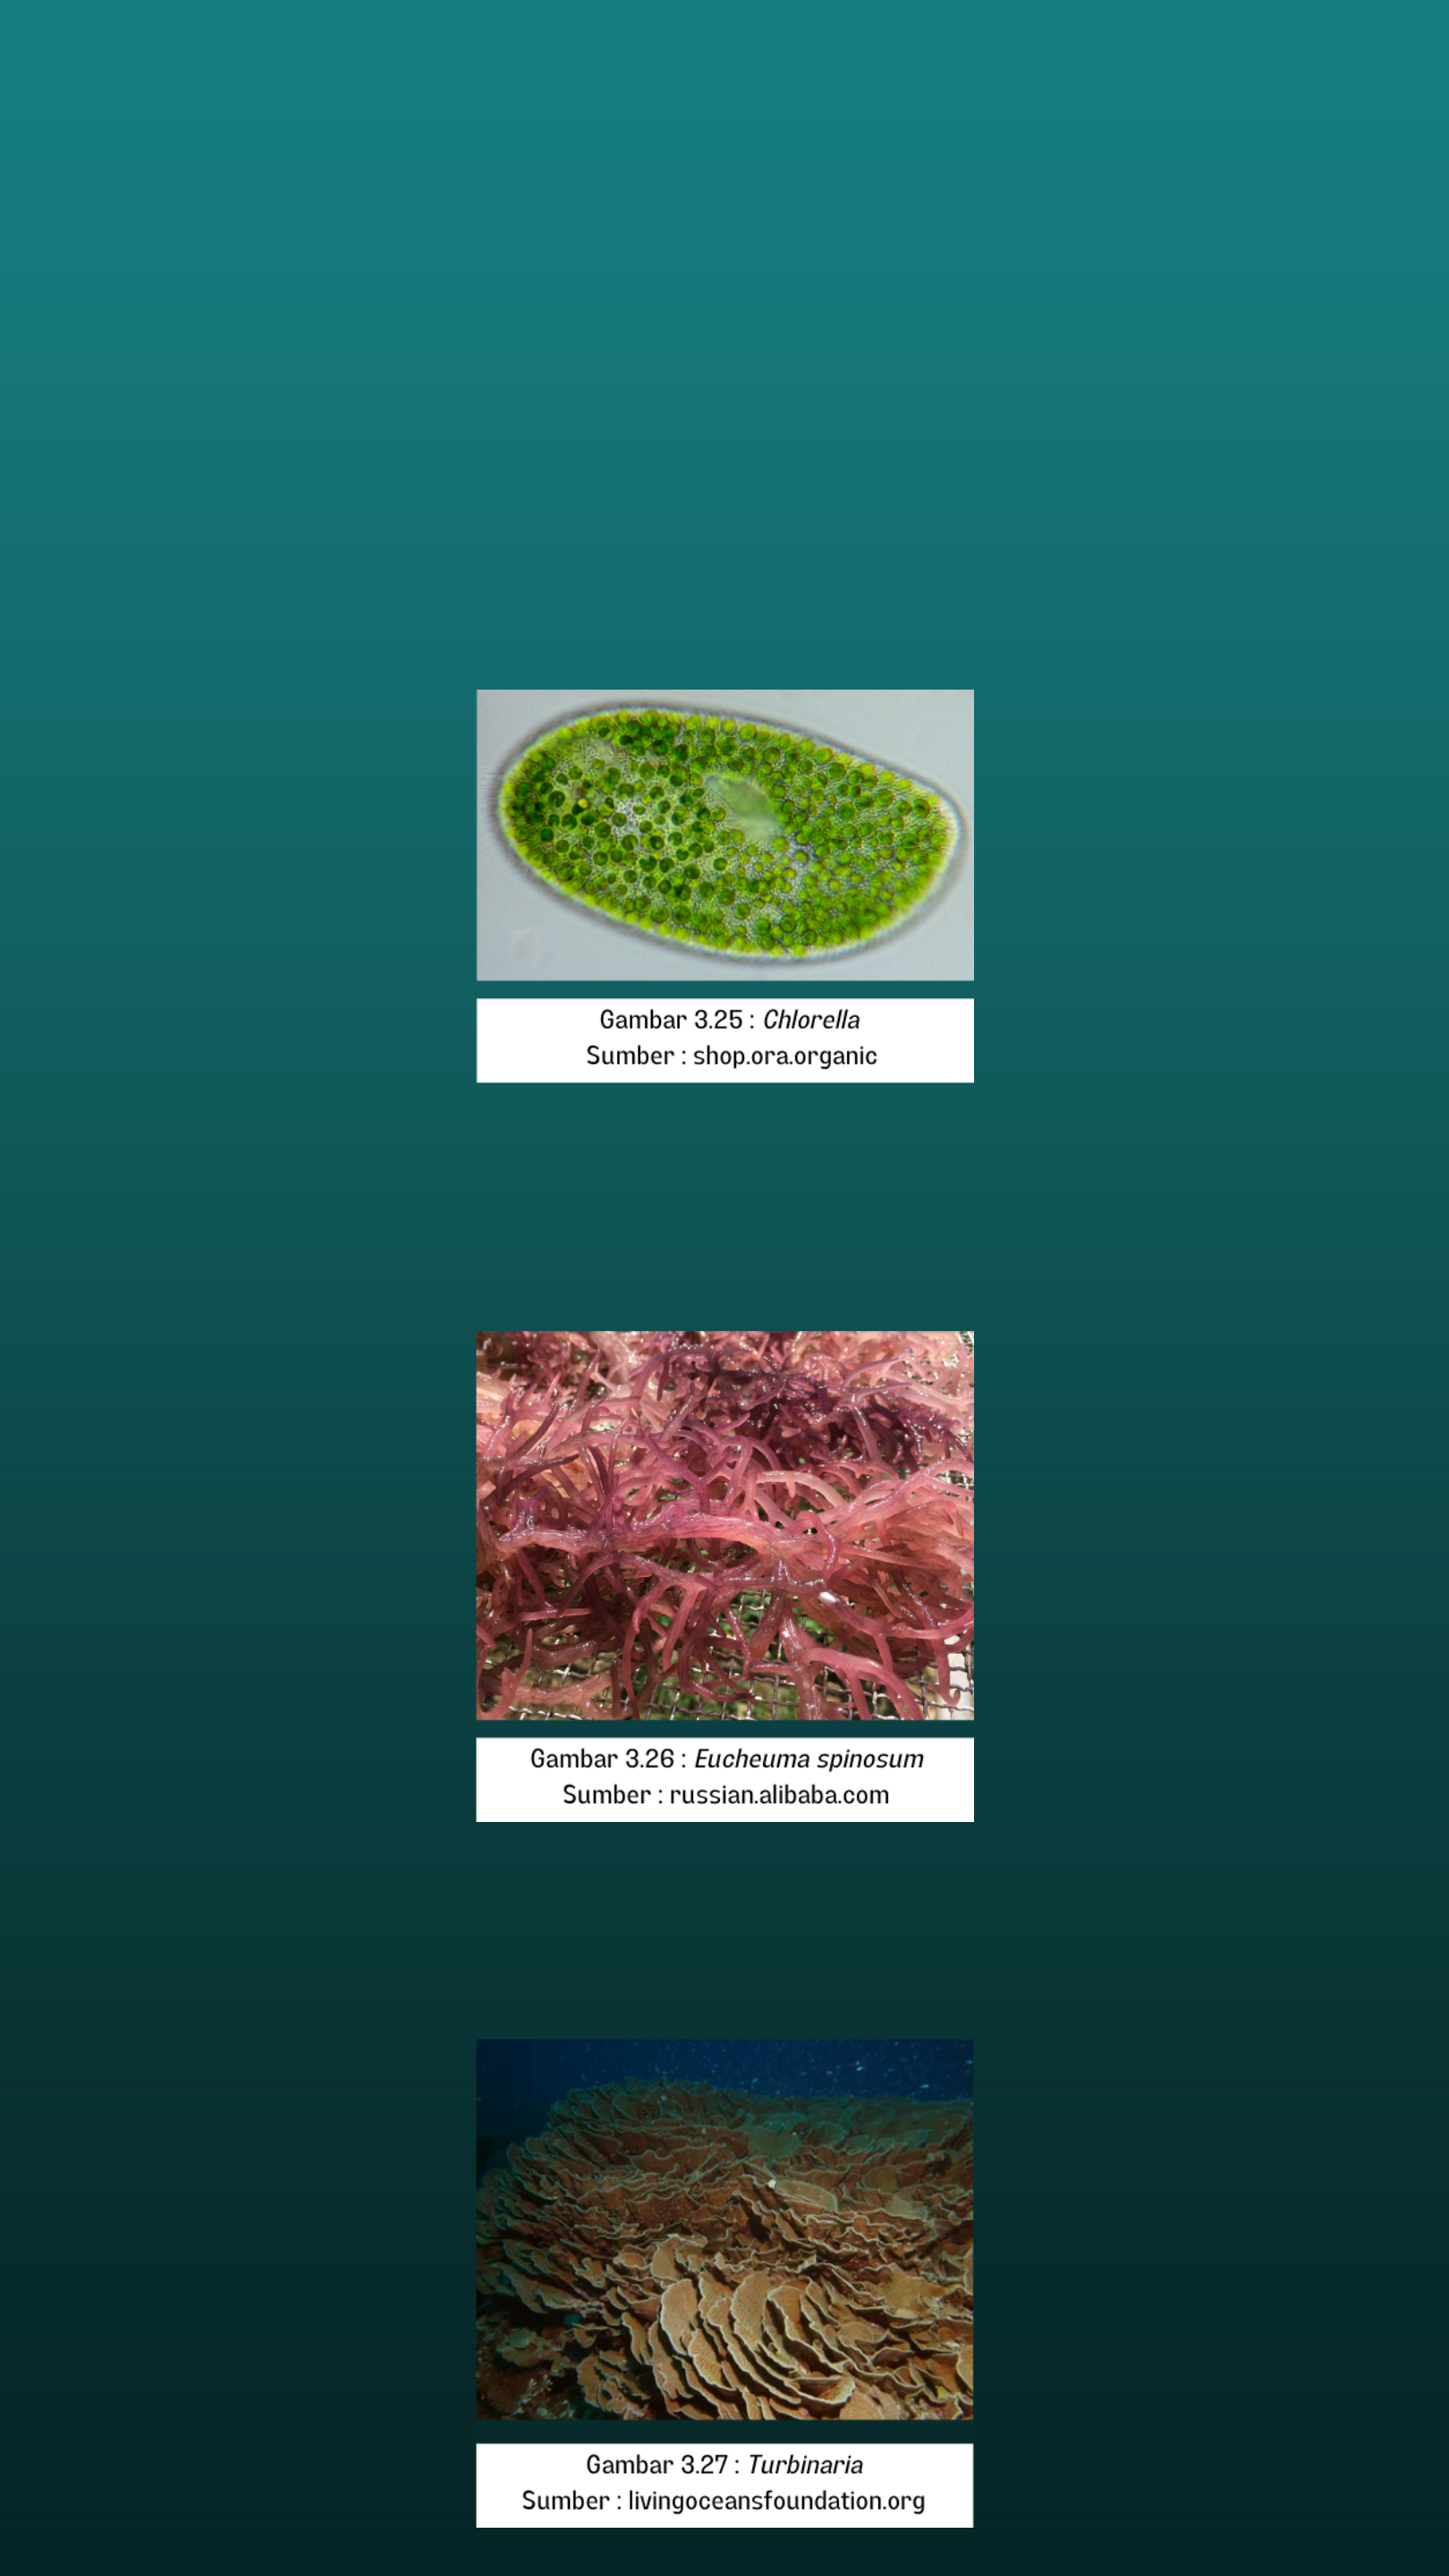 Gambar 3.25 : Chlorella
Sumber : shop.ora.organic
Gambar 3.26 : Eucheuma spinosum
Sumber : russian.alibaba.com
Gambar 3.27 : Turbinaria
Sumber : livingoceansfoundation.org